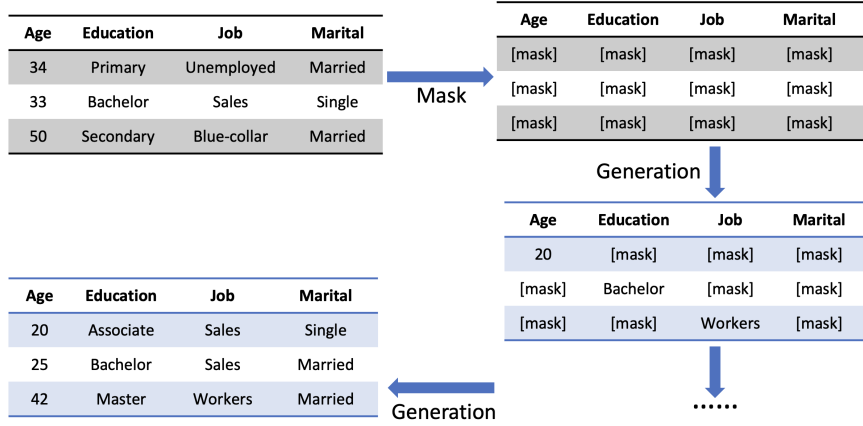 Age Education Job Marital
34 Primary Unemployed Married
33 Bachelor Sales Single
50 Secondary Blue-collar Married
Mask
Age Education Job Marital
[mask] [mask] [mask] [mask]
[mask] [mask] [mask] [mask]
[mask] [mask] [mask] [mask]
Generation
Age Education Job Marital
20 [mask] [mask] [mask]
[mask] Bachelor [mask] [mask]
[mask] [mask] Workers [mask]
......
Generation
Age Education Job Marital
20 Associate Sales Single
25 Bachelor Sales Married
42 Master Workers Married